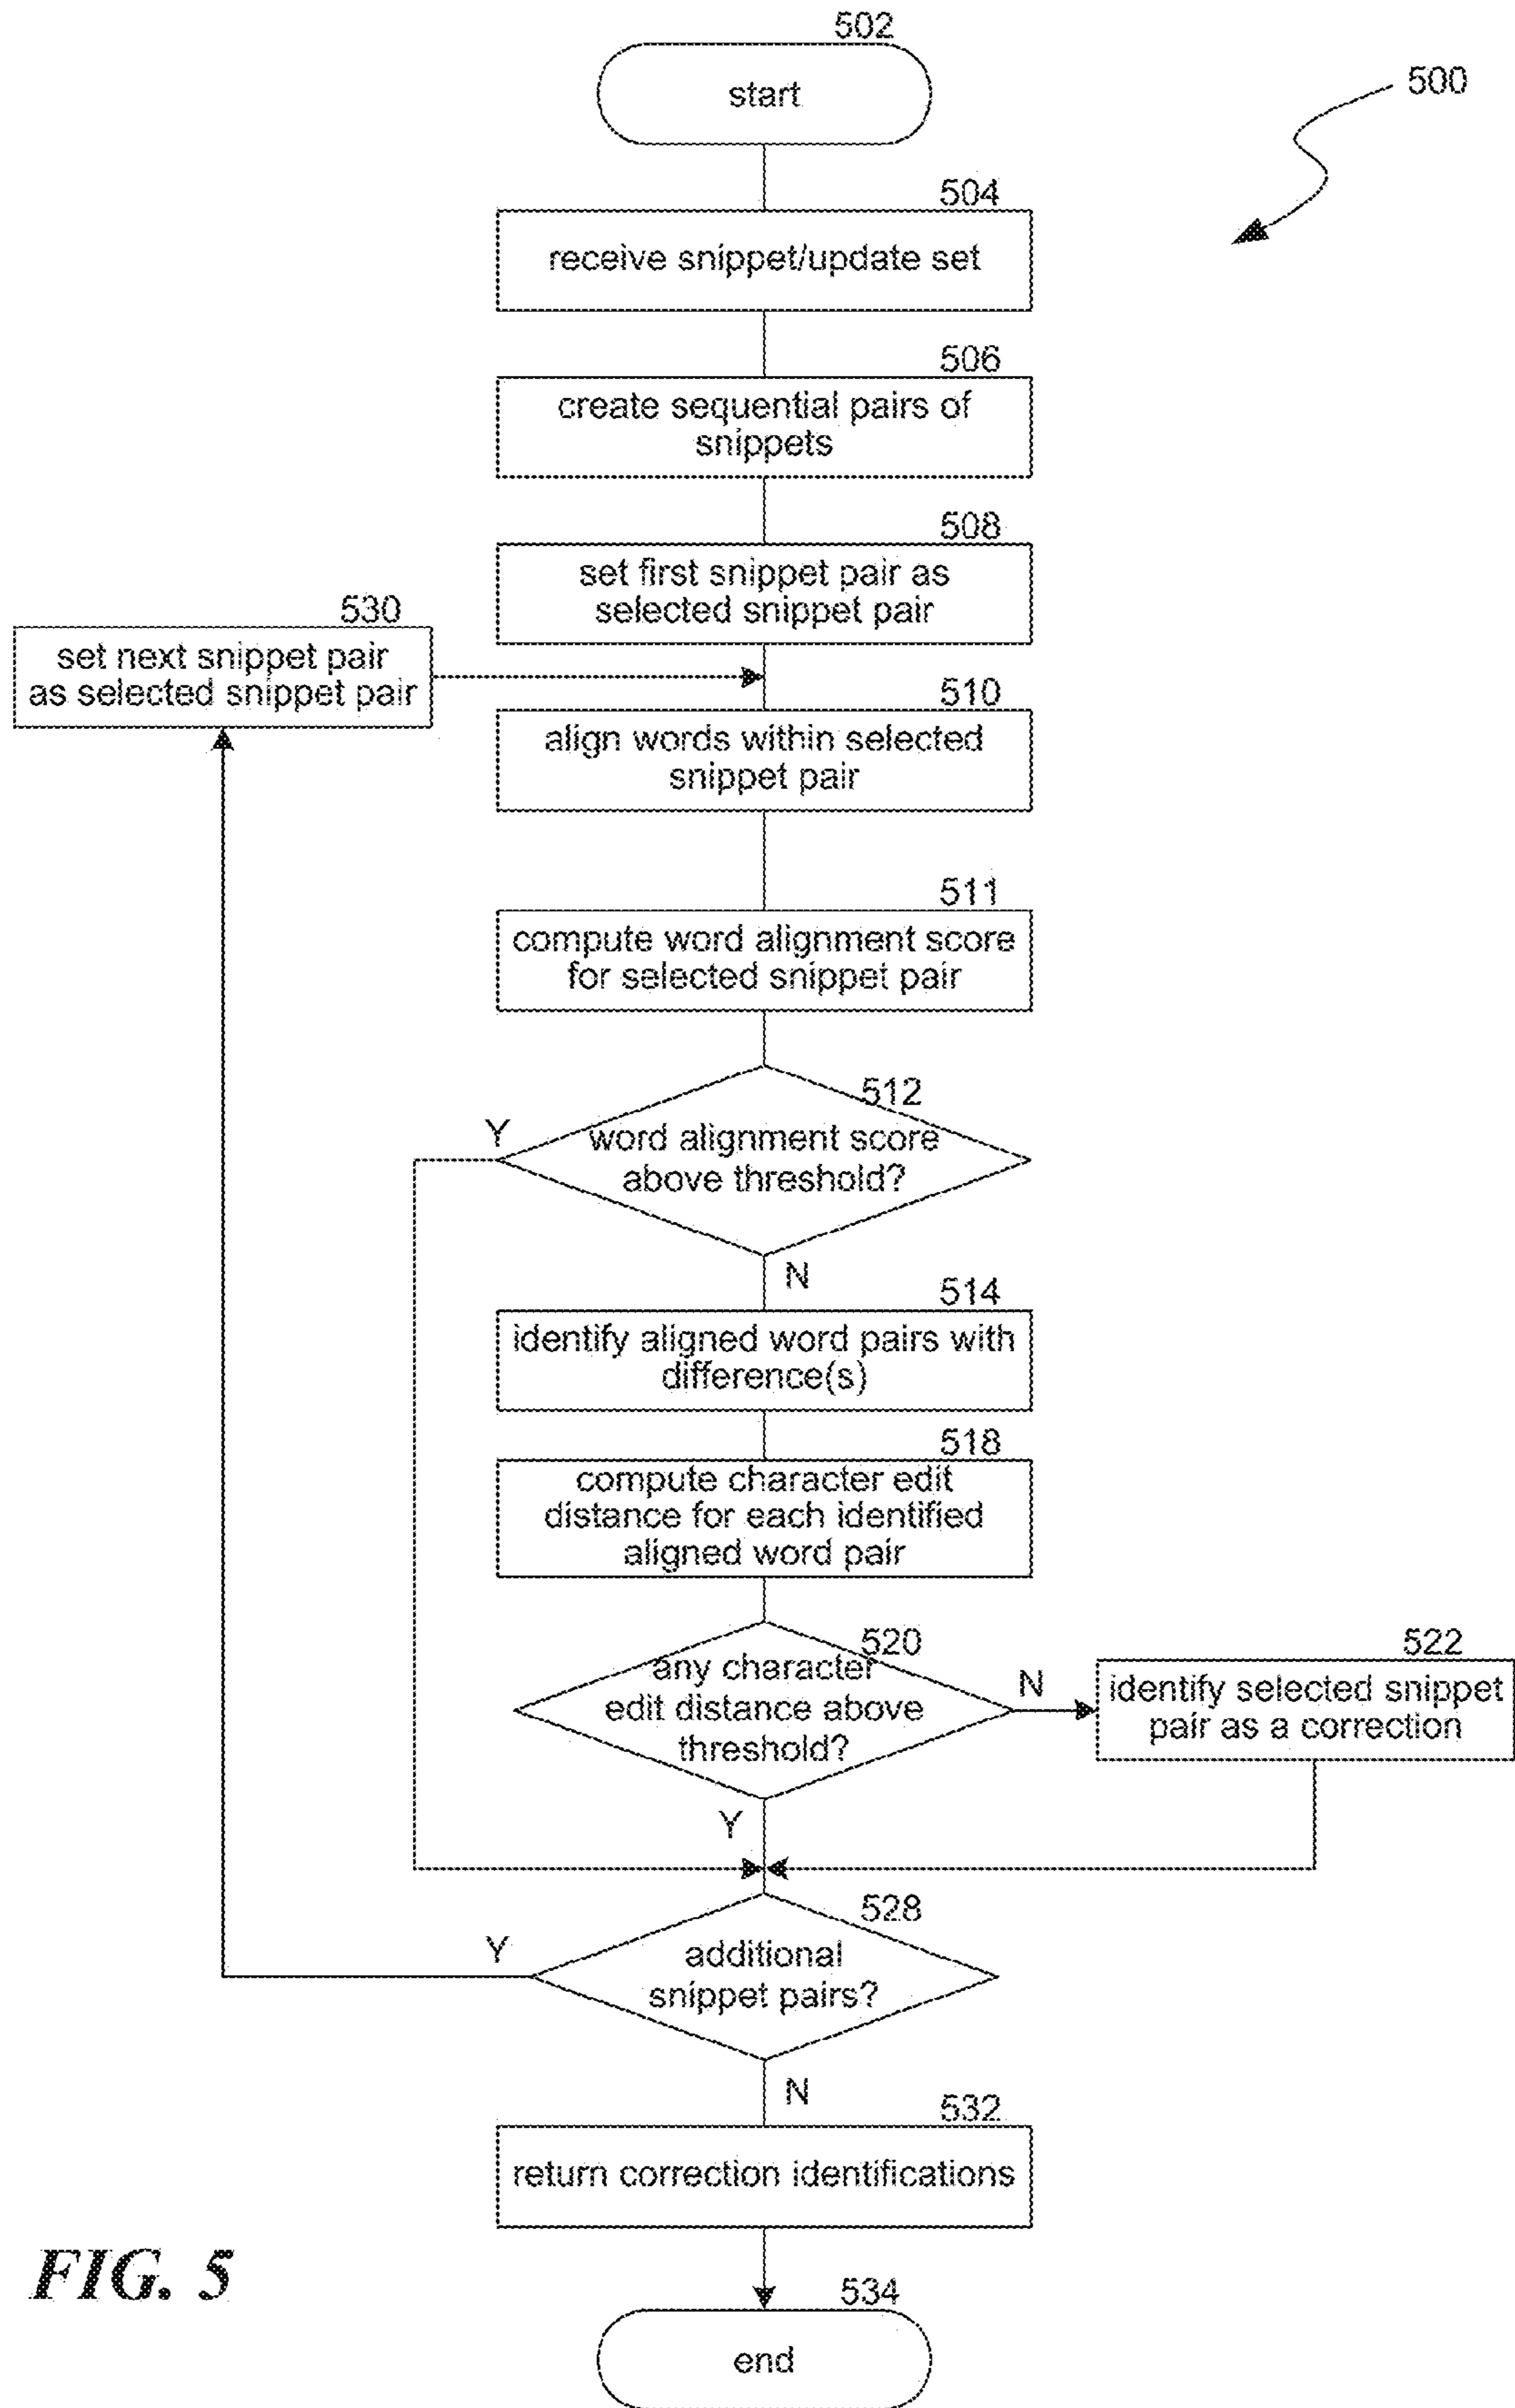 502
start
500
504
receive snippet/update set
506
create sequential pairs of
snippets
508
set first snippet pair as
selected snippet pair
530
set next snippet pair
as selected snippet pair
510
align words within selected
snippet pair
511
compute word alignment score
for selected snippet pair
512
Y
word alignment score
above threshold?
N
514
identify aligned word pairs with
difference(s)
518
compute character edit
distance for each identified
aligned word pair
520
any character
edit distance above
threshold?
N
522
identify selected snippet
pair as a correction
Y
528
Y
additional
snippet pairs?
N
532
return correction identifications
FIG. 5
534
end